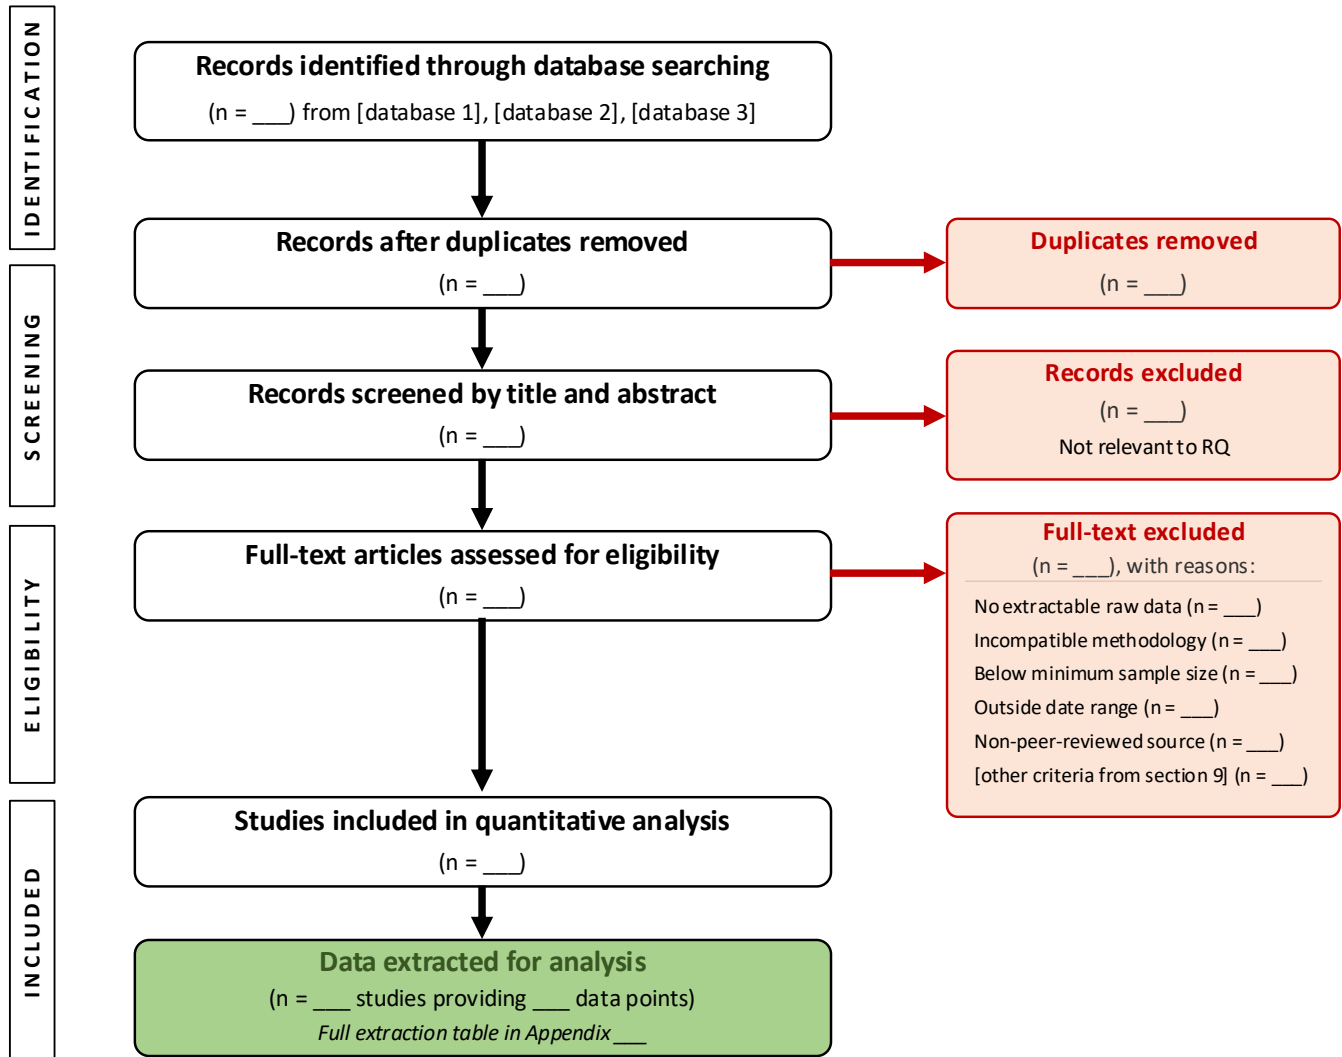 IDENTIFICATION
Records identified through database searching
(n = ___) from [database 1], [database 2], [database 3]
Records after duplicates removed
(n = ___)
Duplicates removed
(n = ___)
SCREENING
Records screened by title and abstract
(n = ___)
Records excluded
(n = ___)
Not relevant to RQ
ELIGIBILITY
Full-text articles assessed for eligibility
(n = ___)
Full-text excluded
(n = ___), with reasons:
No extractable raw data (n = ___)
Incompatible methodology (n = ___)
Below minimum sample size (n = ___)
Outside date range (n = ___)
Non-peer-reviewed source (n = ___)
[other criteria from section 9] (n = ___)
INCLUDED
Studies included in quantitative analysis
(n = ___)
Data extracted for analysis
(n = ___ studies providing ___ data points)
Full extraction table in Appendix ___